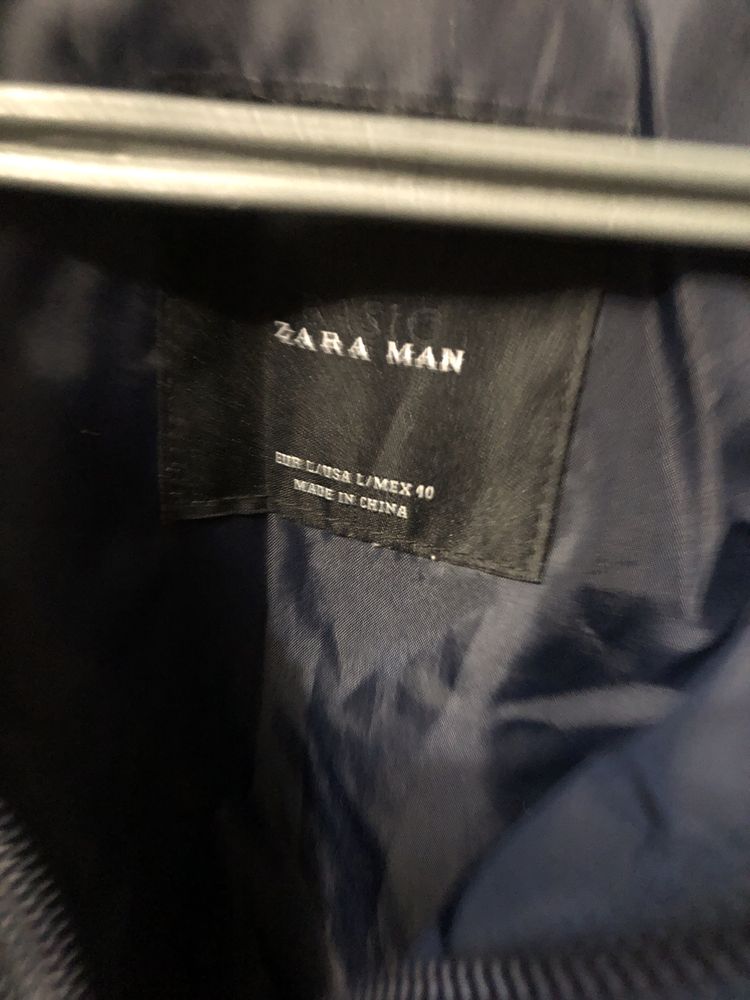 ZARA MAN
EUR L/USA L/MEX 40
MADE IN CHINA